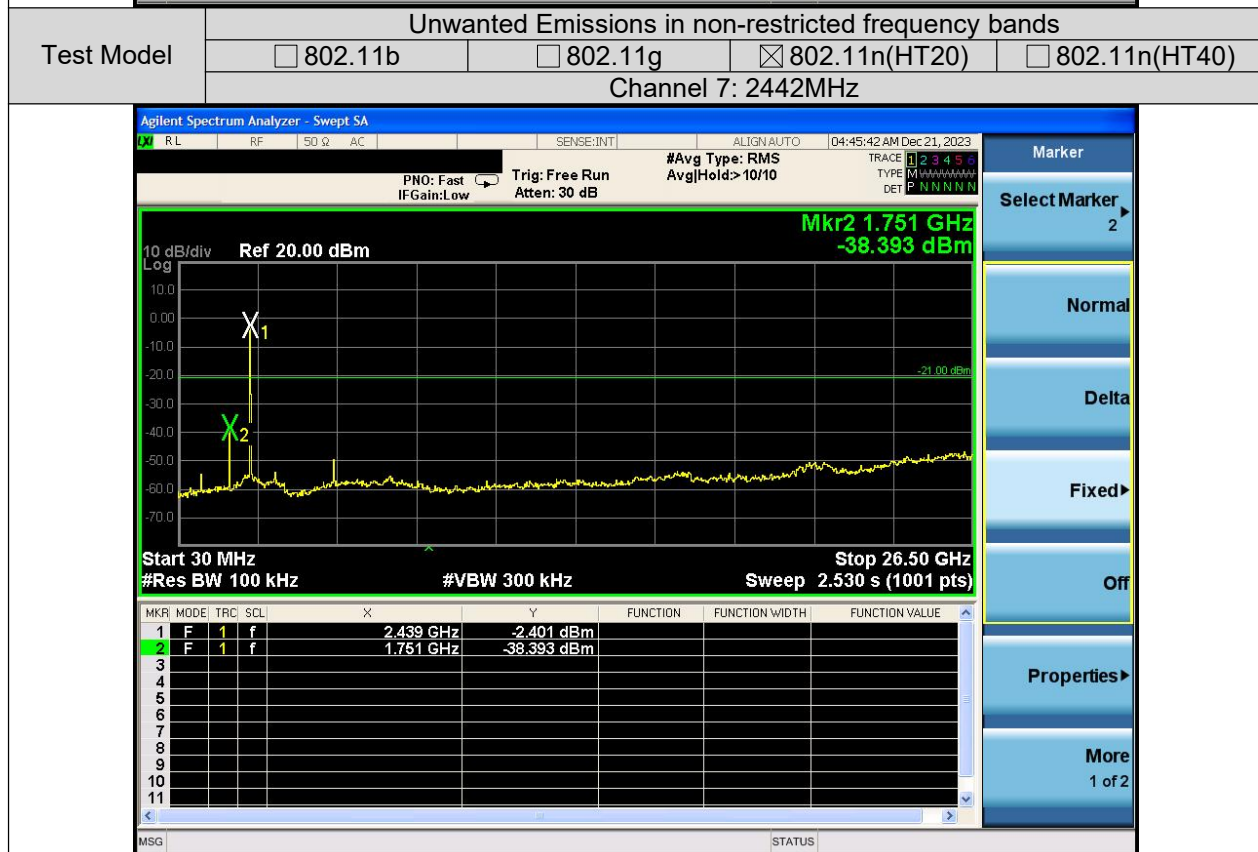 Unwanted Emissions in non-restricted frequency bands
Test Model
☐ 802.11b ☐ 802.11g ☒ 802.11n(HT20) ☐ 802.11n(HT40)
Channel 7: 2442MHz
Agilent Spectrum Analyzer - Swept SA
LXI RL RF 50 Ω AC SENSE:INT ALIGN AUTO 04:45:42 AM Dec 21, 2023
Marker
#Avg Type: RMS TRACE 1 2 3 4 5 6
PNO: Fast Trig: Free Run Avg|Hold:>10/10 TYPE M
IFGain:Low Atten: 30 dB DET P N N N N N
Select Marker
2
Mkr2 1.751 GHz
10 dB/div Ref 20.00 dBm -38.393 dBm
Log
10.0
0.00
1
-10.0
-20.0
-21.00 dBm
-30.0
-40.0
2
-50.0
-60.0
-70.0
Normal
Delta
Fixed
Off
Start 30 MHz Stop 26.50 GHz
#Res BW 100 kHz #VBW 300 kHz Sweep 2.530 s (1001 pts)
MKR MODE TRC SCL X Y FUNCTION FUNCTION WIDTH FUNCTION VALUE
1 F 1 f 2.439 GHz -2.401 dBm
2 F 1 f 1.751 GHz -38.393 dBm
3
4
5
6
7
8
9
10
11
Properties
More
1 of 2
MSG STATUS